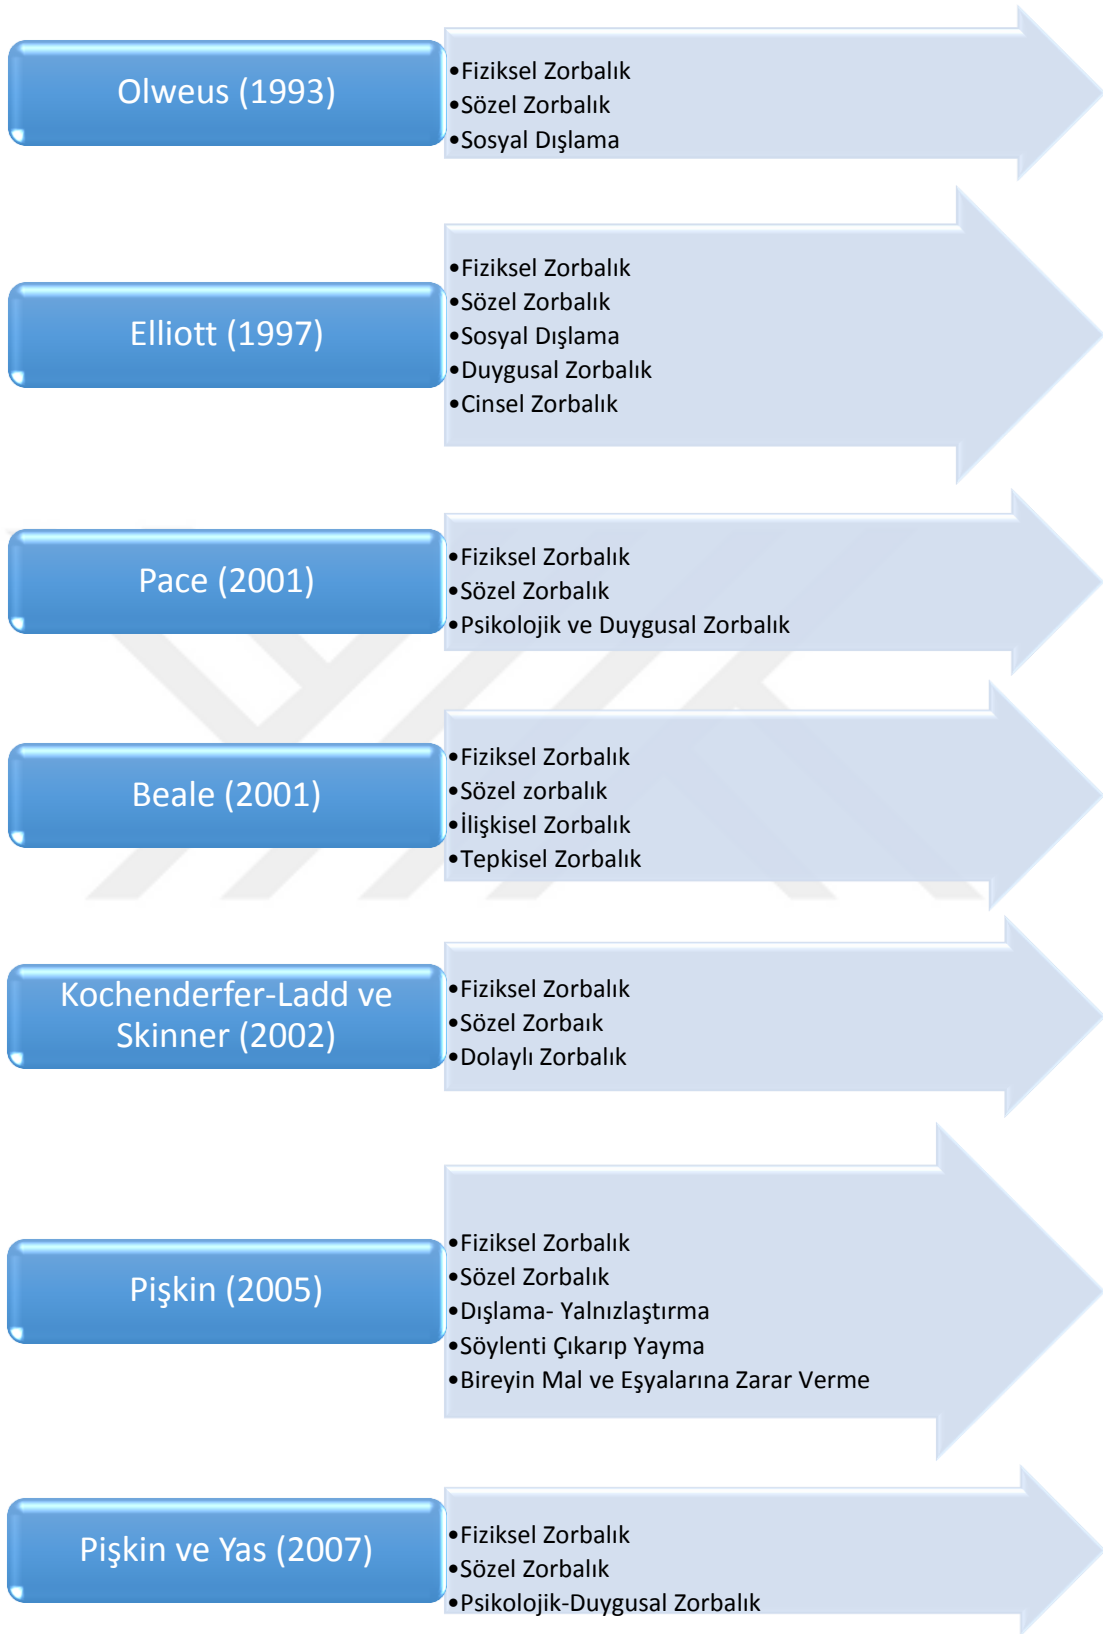 Olweus (1993)
•Fiziksel Zorbalık
•Sözel Zorbalık
•Sosyal Dışlama
Elliott (1997)
•Fiziksel Zorbalık
•Sözel Zorbalık
•Sosyal Dışlama
•Duygusal Zorbalık
•Cinsel Zorbalık
Pace (2001)
•Fiziksel Zorbalık
•Sözel Zorbalık
•Psikolojik ve Duygusal Zorbalık
Beale (2001)
•Fiziksel Zorbalık
•Sözel zorbalık
•İlişkisel Zorbalık
•Tepkisel Zorbalık
Kochenderfer-Ladd ve
Skinner (2002)
•Fiziksel Zorbalık
•Sözel Zorbaık
•Dolaylı Zorbalık
Pişkin (2005)
•Fiziksel Zorbalık
•Sözel Zorbalık
•Dışlama- Yalnızlaştırma
•Söylenti Çıkarıp Yayma
•Bireyin Mal ve Eşyalarına Zarar Verme
Pişkin ve Yas (2007)
•Fiziksel Zorbalık
•Sözel Zorbalık
•Psikolojik-Duygusal Zorbalık